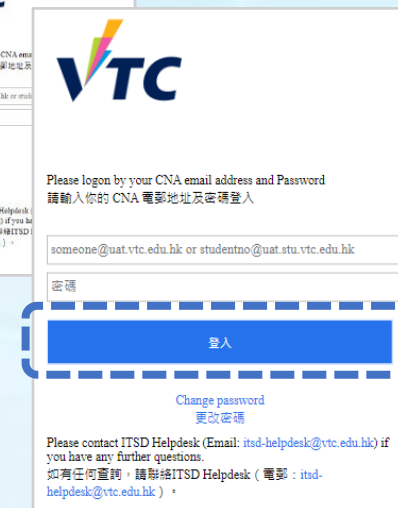 VTC
Please logon by your CNA email address and Password
請輸入你的 CNA 電郵地址及密碼登入
someone@uat.vtc.edu.hk or studentno@uat.stu.vtc.edu.hk
密碼
登入
Change password
更改密碼
Please contact ITSD Helpdesk (Email: itsd-helpdesk@vtc.edu.hk) if
you have any further questions.
如有任何查詢，請聯絡ITSD Helpdesk（電郵：itsd-
helpdesk@vtc.edu.hk）。